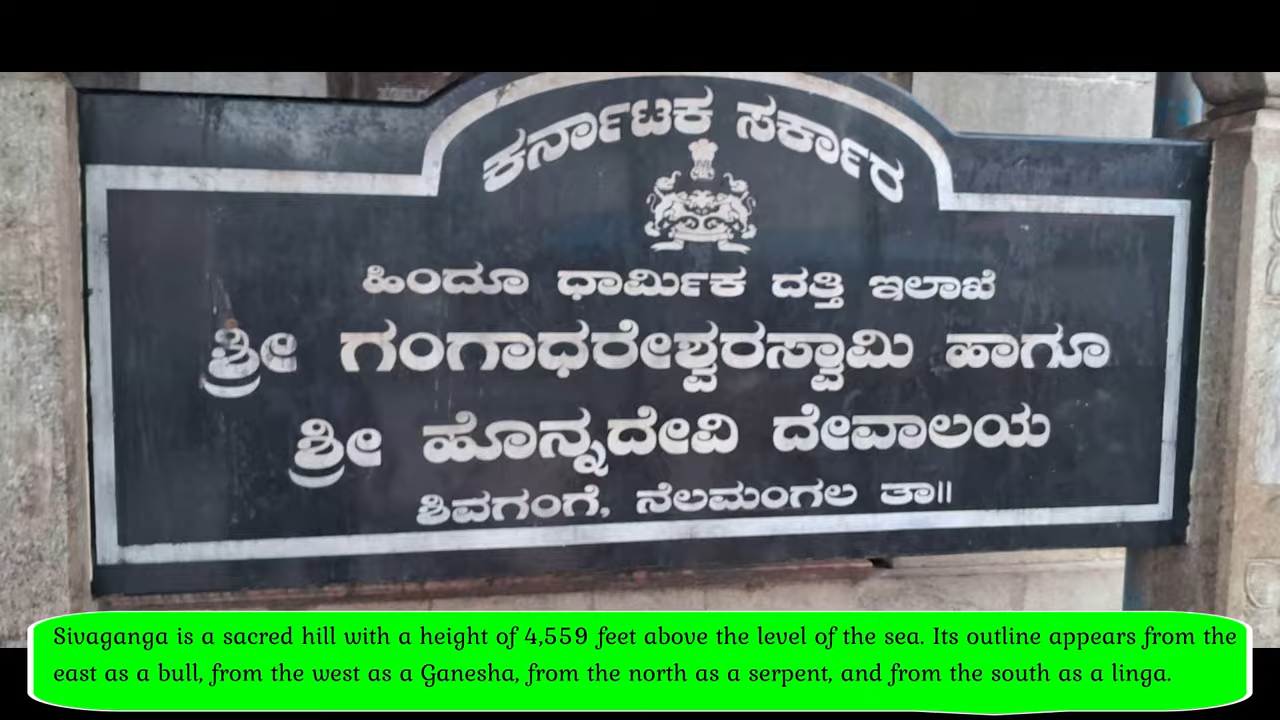 ಕರ್ನಾಟಕ ಸರ್ಕಾರ
ಹಿಂದೂ ಧಾರ್ಮಿಕ ದತ್ತಿ ಇಲಾಖೆ
ಶ್ರೀ ಗಂಗಾಧರೇಶ್ವರಸ್ವಾಮಿ ಹಾಗೂ
ಶ್ರೀ ಹೊನ್ನದೇವಿ ದೇವಾಲಯ
ಶಿವಗಂಗೆ, ನೆಲಮಂಗಲ ತಾ||
Sivaganga is a sacred hill with a height of 4,559 feet above the level of the sea. Its outline appears from the
east as a bull, from the west as a Ganesha, from the north as a serpent, and from the south as a linga.